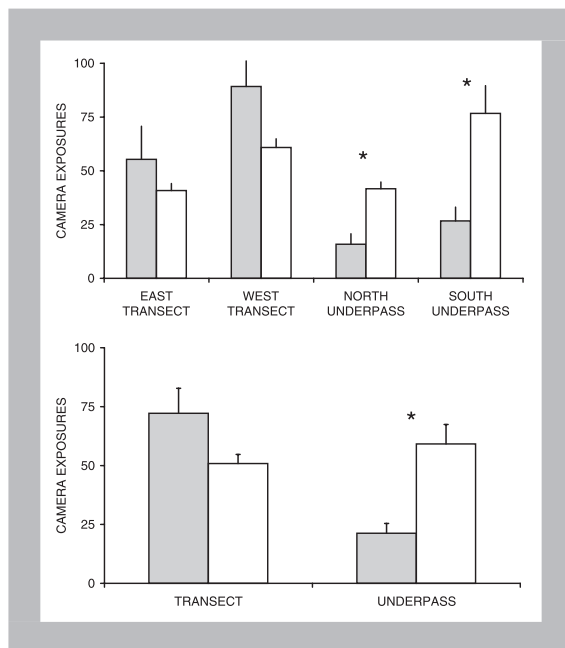 CAMERA EXPOSURES
100
75
50
25
0
*
*
EAST TRANSECT
WEST TRANSECT
NORTH UNDERPASS
SOUTH UNDERPASS
CAMERA EXPOSURES
100
75
50
25
0
*
TRANSECT
UNDERPASS